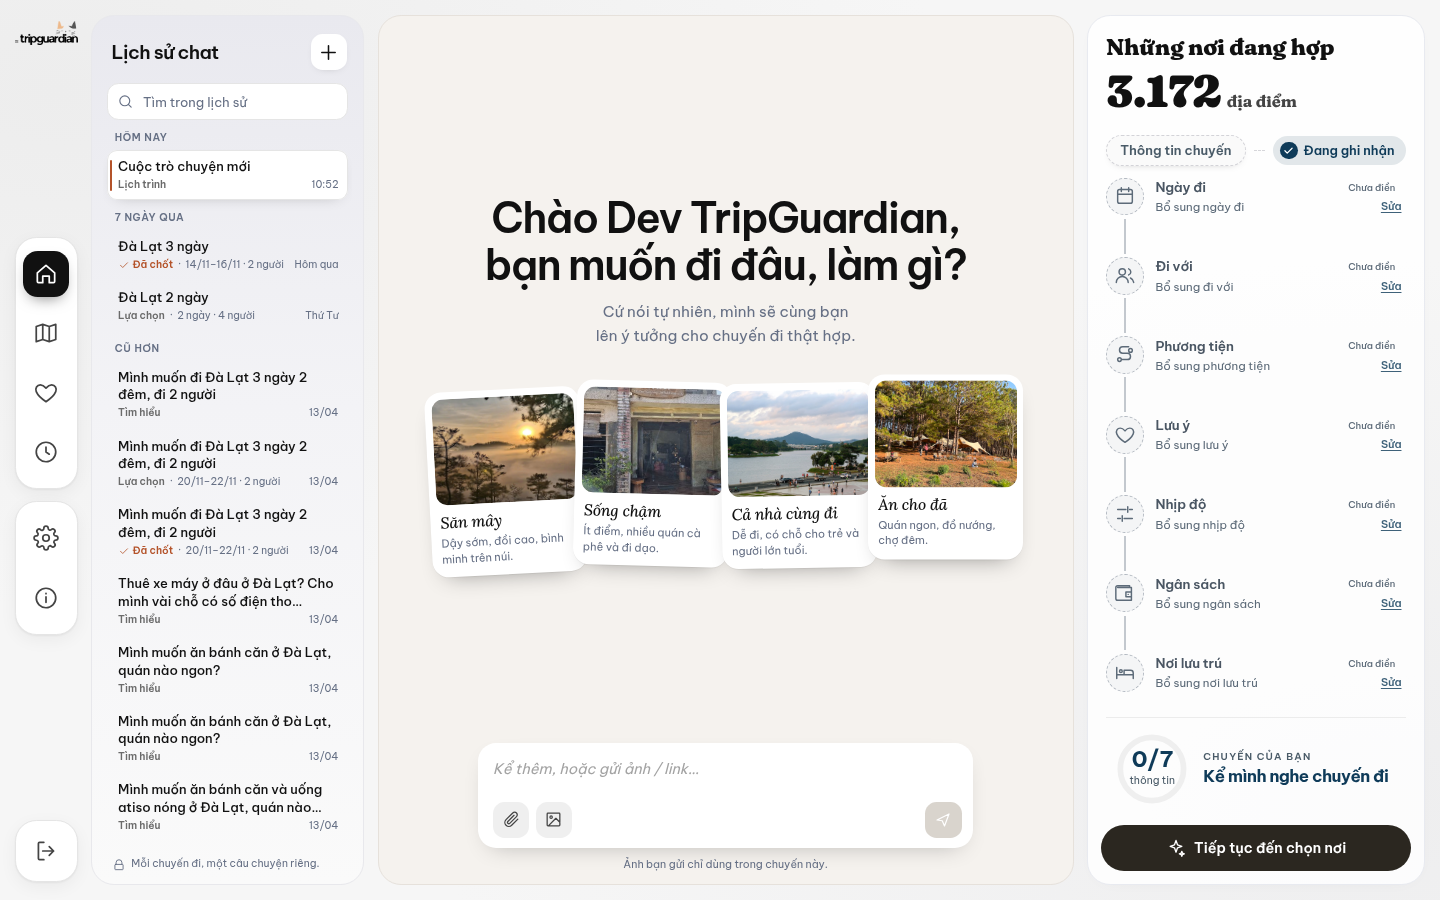 tripguardian
Lịch sử chat
Tìm trong lịch sử
HÔM NAY
Cuộc trò chuyện mới
Lịch trình 10:52
7 NGÀY QUA
Đà Lạt 3 ngày
Đã chốt · 14/11–16/11 · 2 người Hôm qua
Đà Lạt 2 ngày
Lựa chọn · 2 ngày · 4 người Thứ Tư
CŨ HƠN
Mình muốn đi Đà Lạt 3 ngày 2
đêm, đi 2 người
Tìm hiểu 13/04
Mình muốn đi Đà Lạt 3 ngày 2
đêm, đi 2 người
Lựa chọn · 20/11–22/11 · 2 người 13/04
Mình muốn đi Đà Lạt 3 ngày 2
đêm, đi 2 người
Đã chốt · 20/11–22/11 · 2 người 13/04
Thuê xe máy ở đâu ở Đà Lạt? Cho
mình vài chỗ có số điện tho...
Tìm hiểu 13/04
Mình muốn ăn bánh căn ở Đà Lạt,
quán nào ngon?
Tìm hiểu 13/04
Mình muốn ăn bánh căn ở Đà Lạt,
quán nào ngon?
Tìm hiểu 13/04
Mình muốn ăn bánh căn và uống
atiso nóng ở Đà Lạt, quán nào...
Tìm hiểu 13/04
Mỗi chuyến đi, một câu chuyện riêng.
Chào Dev TripGuardian,
bạn muốn đi đâu, làm gì?
Cứ nói tự nhiên, mình sẽ cùng bạn
lên ý tưởng cho chuyến đi thật hợp.
Săn mây
Dậy sớm, đồi cao, bình
minh trên núi.
Sống chậm
Ít điểm, nhiều quán cà
phê và đi dạo.
Cả nhà cùng đi
Dễ đi, có chỗ cho trẻ và
người lớn tuổi.
Ăn cho đã
Quán ngon, đồ nướng,
chợ đêm.
Kể thêm, hoặc gửi ảnh / link...
Ảnh bạn gửi chỉ dùng trong chuyến này.
Những nơi đang hợp
3.172 địa điểm
Thông tin chuyến Đang ghi nhận
Ngày đi Chưa điền
Bổ sung ngày đi Sửa
Đi với Chưa điền
Bổ sung đi với Sửa
Phương tiện Chưa điền
Bổ sung phương tiện Sửa
Lưu ý Chưa điền
Bổ sung lưu ý Sửa
Nhịp độ Chưa điền
Bổ sung nhịp độ Sửa
Ngân sách Chưa điền
Bổ sung ngân sách Sửa
Nơi lưu trú Chưa điền
Bổ sung nơi lưu trú Sửa
0/7
thông tin
CHUYẾN CỦA BẠN
Kể mình nghe chuyến đi
Tiếp tục đến chọn nơi